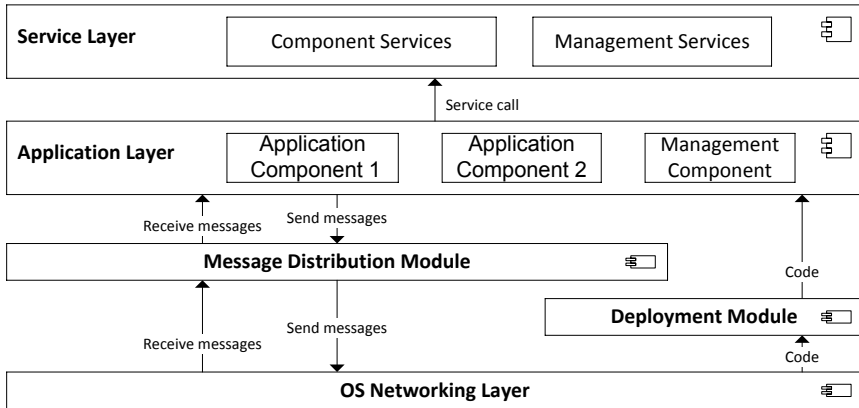 Service Layer
Component Services
Management Services
Service call
Application Layer
Application
Component 1
Application
Component 2
Management
Component
Receive messages
Send messages
Message Distribution Module
Code
Deployment Module
Receive messages
Send messages
Code
OS Networking Layer